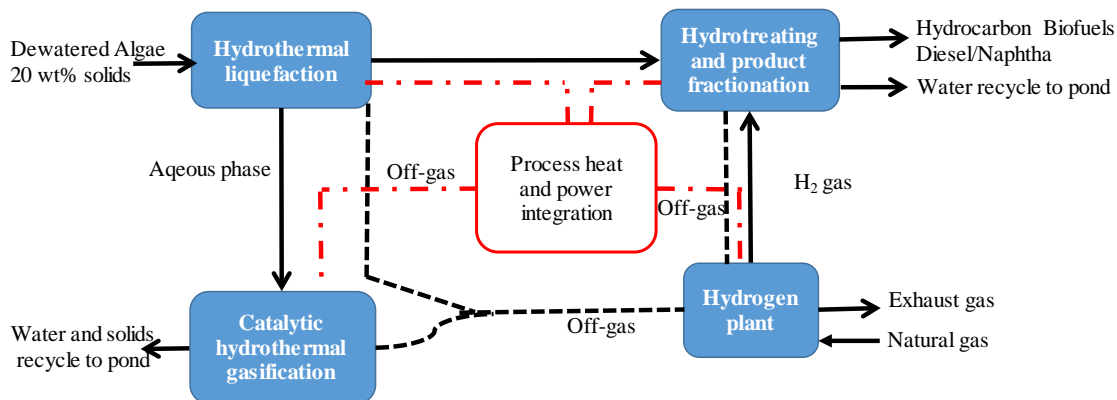 Dewatered Algae
20 wt% solids
Hydrothermal
liquefaction
Hydrotreating
and product
fractionation
Hydrocarbon Biofuels
Diesel/Naphtha
Water recycle to pond
Aqeous phase
Off-gas
Process heat
and power
integration
Off-gas
H₂ gas
Water and solids
recycle to pond
Catalytic
hydrothermal
gasification
Off-gas
Hydrogen
plant
Exhaust gas
Natural gas